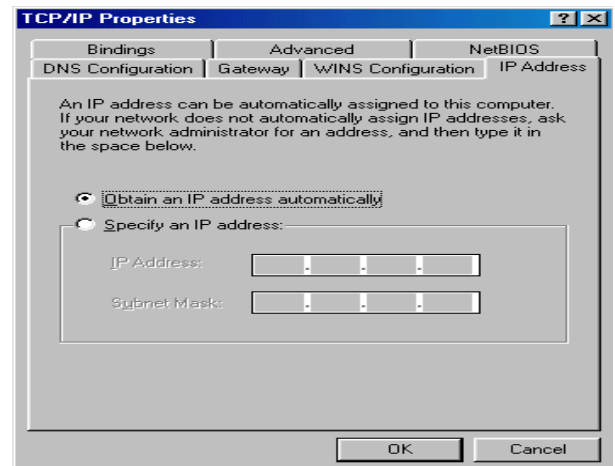 TCP/IP Properties
? ×
Bindings Advanced NetBIOS
DNS Configuration Gateway WINS Configuration IP Address
An IP address can be automatically assigned to this computer.
If your network does not automatically assign IP addresses, ask
your network administrator for an address, and then type it in
the space below.
Obtain an IP address automatically
Specify an IP address:
IP Address:
. . .
Subnet Mask:
. . .
OK Cancel